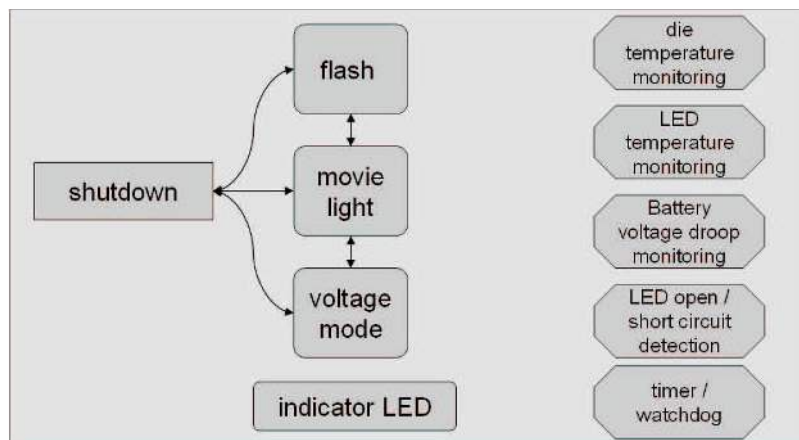 flash
shutdown
movie
light
voltage
mode
indicator LED
die
temperature
monitoring
LED
temperature
monitoring
Battery
voltage droop
monitoring
LED open /
short circuit
detection
timer /
watchdog